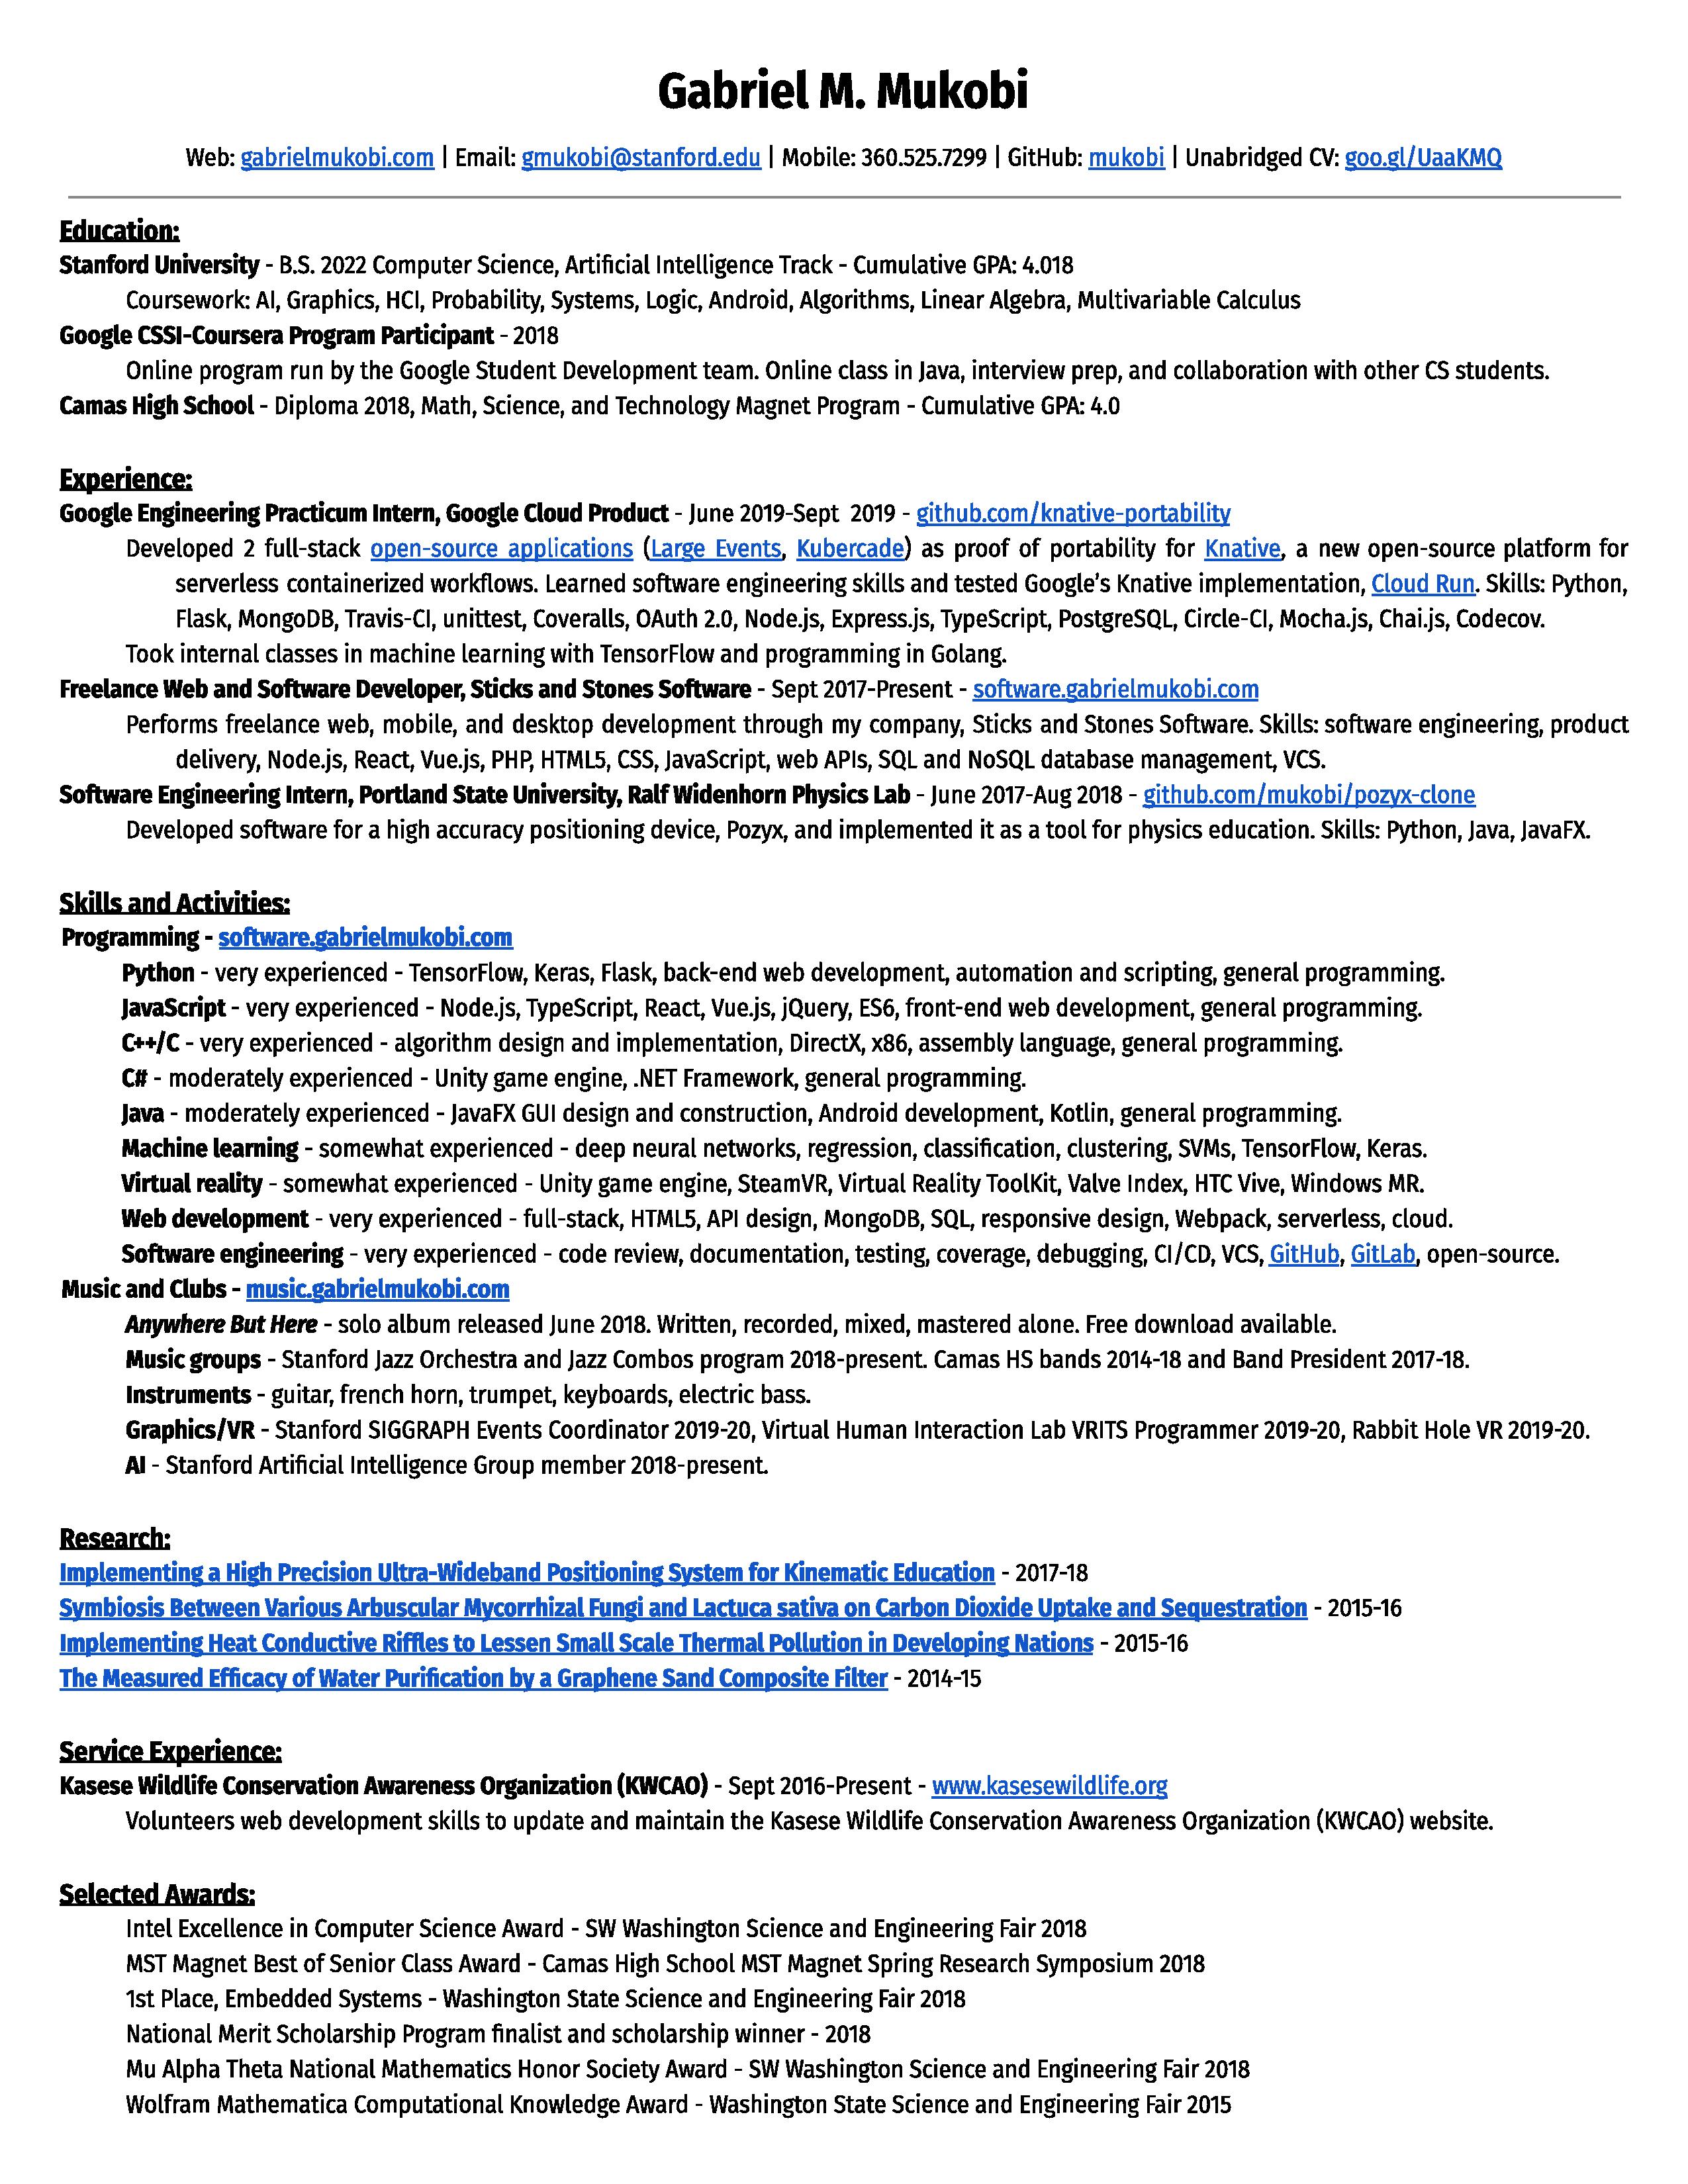 Gabriel M. Mukobi
Web: gabrielmukobi.com | Email: gmukobi@stanford.edu | Mobile: 360.525.7299 | GitHub: mukobi | Unabridged CV: goo.gl/UaaKMQ
Education:
Stanford University - B.S. 2022 Computer Science, Artificial Intelligence Track - Cumulative GPA: 4.018
Coursework: AI, Graphics, HCI, Probability, Systems, Logic, Android, Algorithms, Linear Algebra, Multivariable Calculus
Google CSSI-Coursera Program Participant - 2018
Online program run by the Google Student Development team. Online class in Java, interview prep, and collaboration with other CS students.
Camas High School - Diploma 2018, Math, Science, and Technology Magnet Program - Cumulative GPA: 4.0
Experience:
Google Engineering Practicum Intern, Google Cloud Product - June 2019-Sept 2019 - github.com/knative-portability
Developed 2 full-stack open-source applications (Large Events, Kubercade) as proof of portability for Knative, a new open-source platform for
serverless containerized workflows. Learned software engineering skills and tested Google's Knative implementation, Cloud Run. Skills: Python,
Flask, MongoDB, Travis-CI, unittest, Coveralls, OAuth 2.0, Node.js, Express.js, TypeScript, PostgreSQL, Circle-CI, Mocha.js, Chai.js, Codecov.
Took internal classes in machine learning with TensorFlow and programming in Golang.
Freelance Web and Software Developer, Sticks and Stones Software - Sept 2017-Present - software.gabrielmukobi.com
Performs freelance web, mobile, and desktop development through my company, Sticks and Stones Software. Skills: software engineering, product
delivery, Node.js, React, Vue.js, PHP, HTML5, CSS, JavaScript, web APIs, SQL and NoSQL database management, VCS.
Software Engineering Intern, Portland State University, Ralf Widenhorn Physics Lab - June 2017-Aug 2018 - github.com/mukobi/pozyx-clone
Developed software for a high accuracy positioning device, Pozyx, and implemented it as a tool for physics education. Skills: Python, Java, JavaFX.
Skills and Activities:
Programming - software.gabrielmukobi.com
Python - very experienced - TensorFlow, Keras, Flask, back-end web development, automation and scripting, general programming.
JavaScript - very experienced - Node.js, TypeScript, React, Vue.js, jQuery, ES6, front-end web development, general programming.
C++/C - very experienced - algorithm design and implementation, DirectX, x86, assembly language, general programming.
C# - moderately experienced - Unity game engine, .NET Framework, general programming.
Java - moderately experienced - JavaFX GUI design and construction, Android development, Kotlin, general programming.
Machine learning - somewhat experienced - deep neural networks, regression, classification, clustering, SVMs, TensorFlow, Keras.
Virtual reality - somewhat experienced - Unity game engine, SteamVR, Virtual Reality ToolKit, Valve Index, HTC Vive, Windows MR.
Web development - very experienced - full-stack, HTML5, API design, MongoDB, SQL, responsive design, Webpack, serverless, cloud.
Software engineering - very experienced - code review, documentation, testing, coverage, debugging, CI/CD, VCS, GitHub, GitLab, open-source.
Music and Clubs - music.gabrielmukobi.com
Anywhere But Here - solo album released June 2018. Written, recorded, mixed, mastered alone. Free download available.
Music groups - Stanford Jazz Orchestra and Jazz Combos program 2018-present. Camas HS bands 2014-18 and Band President 2017-18.
Instruments - guitar, french horn, trumpet, keyboards, electric bass.
Graphics/VR - Stanford SIGGRAPH Events Coordinator 2019-20, Virtual Human Interaction Lab VRITS Programmer 2019-20, Rabbit Hole VR 2019-20.
AI - Stanford Artificial Intelligence Group member 2018-present.
Research:
Implementing a High Precision Ultra-Wideband Positioning System for Kinematic Education - 2017-18
Symbiosis Between Various Arbuscular Mycorrhizal Fungi and Lactuca sativa on Carbon Dioxide Uptake and Sequestration - 2015-16
Implementing Heat Conductive Riffles to Lessen Small Scale Thermal Pollution in Developing Nations - 2015-16
The Measured Efficacy of Water Purification by a Graphene Sand Composite Filter - 2014-15
Service Experience:
Kasese Wildlife Conservation Awareness Organization (KWCAO) - Sept 2016-Present - www.kasesewildlife.org
Volunteers web development skills to update and maintain the Kasese Wildlife Conservation Awareness Organization (KWCAO) website.
Selected Awards:
Intel Excellence in Computer Science Award - SW Washington Science and Engineering Fair 2018
MST Magnet Best of Senior Class Award - Camas High School MST Magnet Spring Research Symposium 2018
1st Place, Embedded Systems - Washington State Science and Engineering Fair 2018
National Merit Scholarship Program finalist and scholarship winner - 2018
Mu Alpha Theta National Mathematics Honor Society Award - SW Washington Science and Engineering Fair 2018
Wolfram Mathematica Computational Knowledge Award - Washington State Science and Engineering Fair 2015